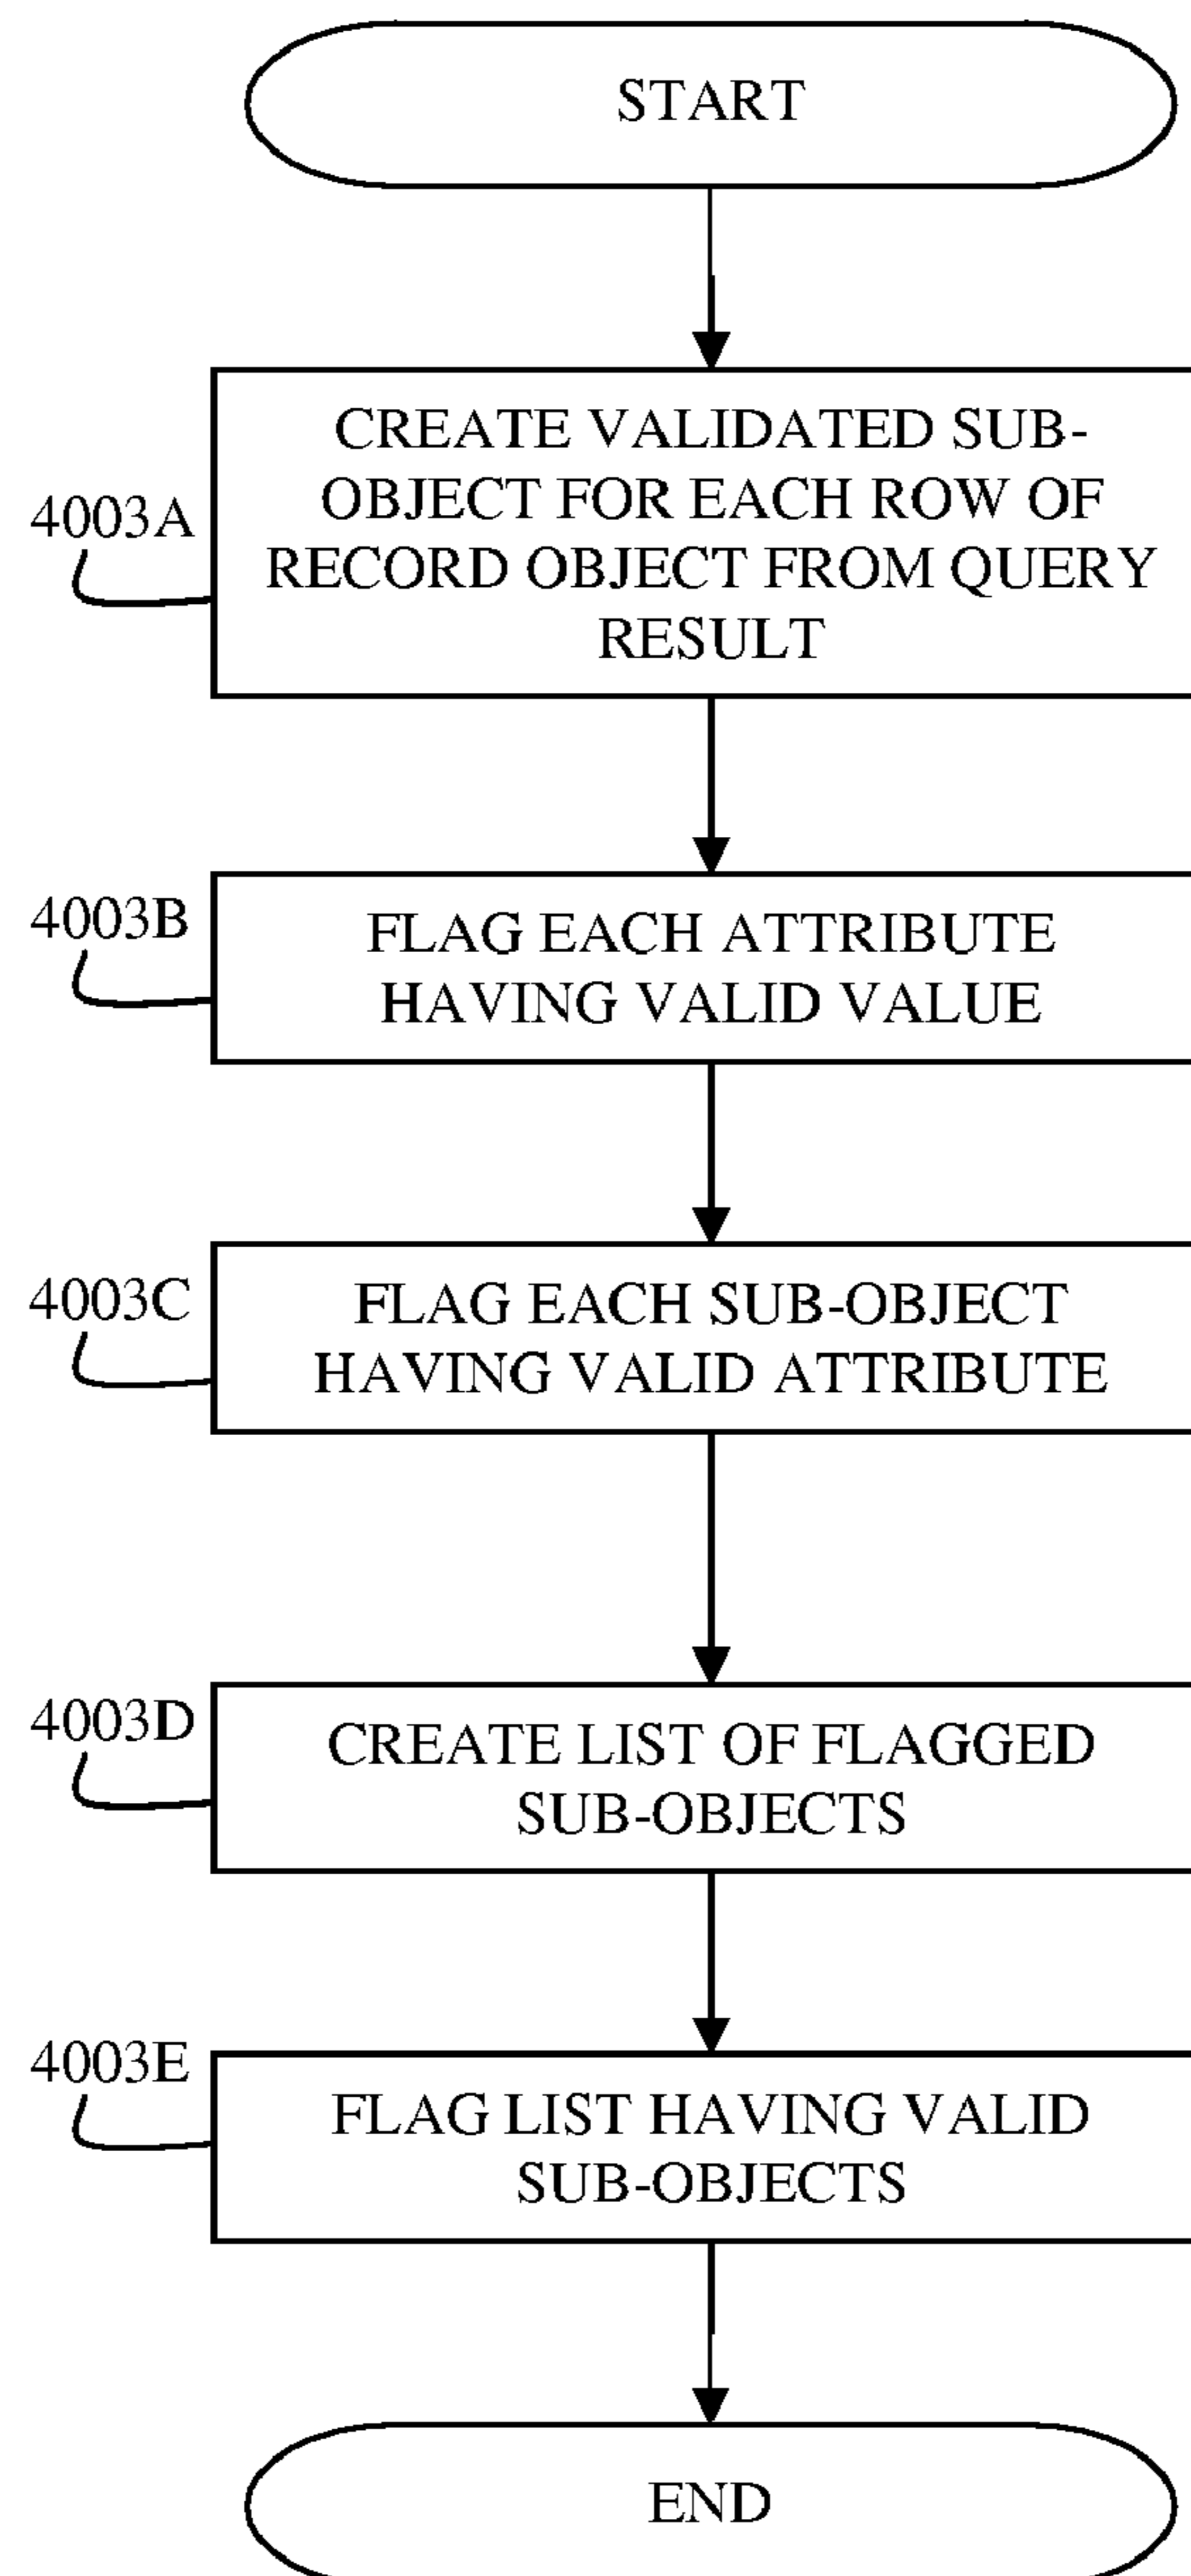 START
4003A
CREATE VALIDATED SUB-
OBJECT FOR EACH ROW OF
RECORD OBJECT FROM QUERY
RESULT
4003B
FLAG EACH ATTRIBUTE
HAVING VALID VALUE
4003C
FLAG EACH SUB-OBJECT
HAVING VALID ATTRIBUTE
4003D
CREATE LIST OF FLAGGED
SUB-OBJECTS
4003E
FLAG LIST HAVING VALID
SUB-OBJECTS
END